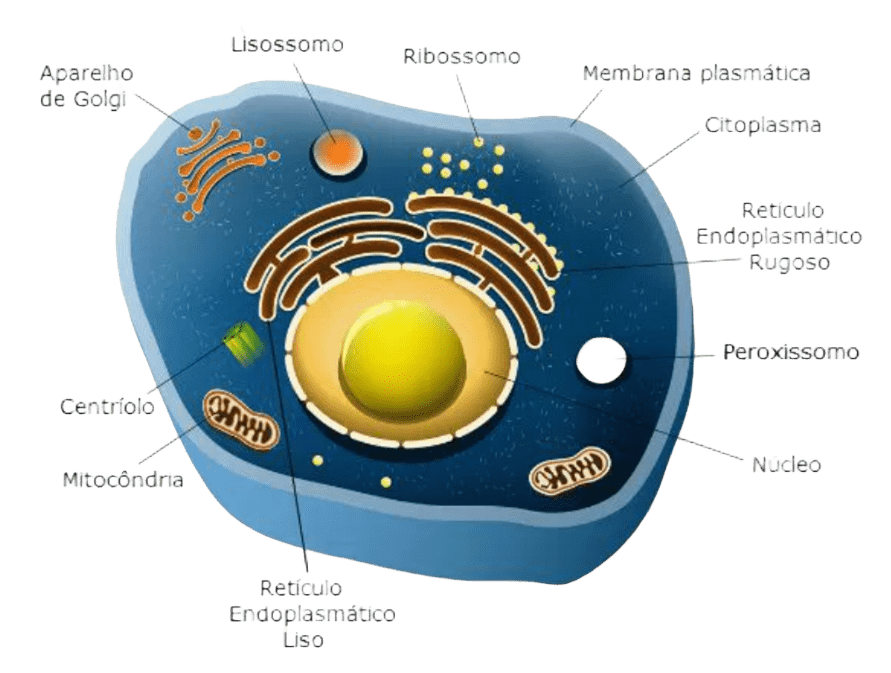 Lisossomo
Ribossomo
Aparelho
de Golgi
Membrana plasmática
Citoplasma
Retículo
Endoplasmático
Rugoso
Peroxissomo
Centríolo
Núcleo
Mitocôndria
Retículo
Endoplasmático
Liso